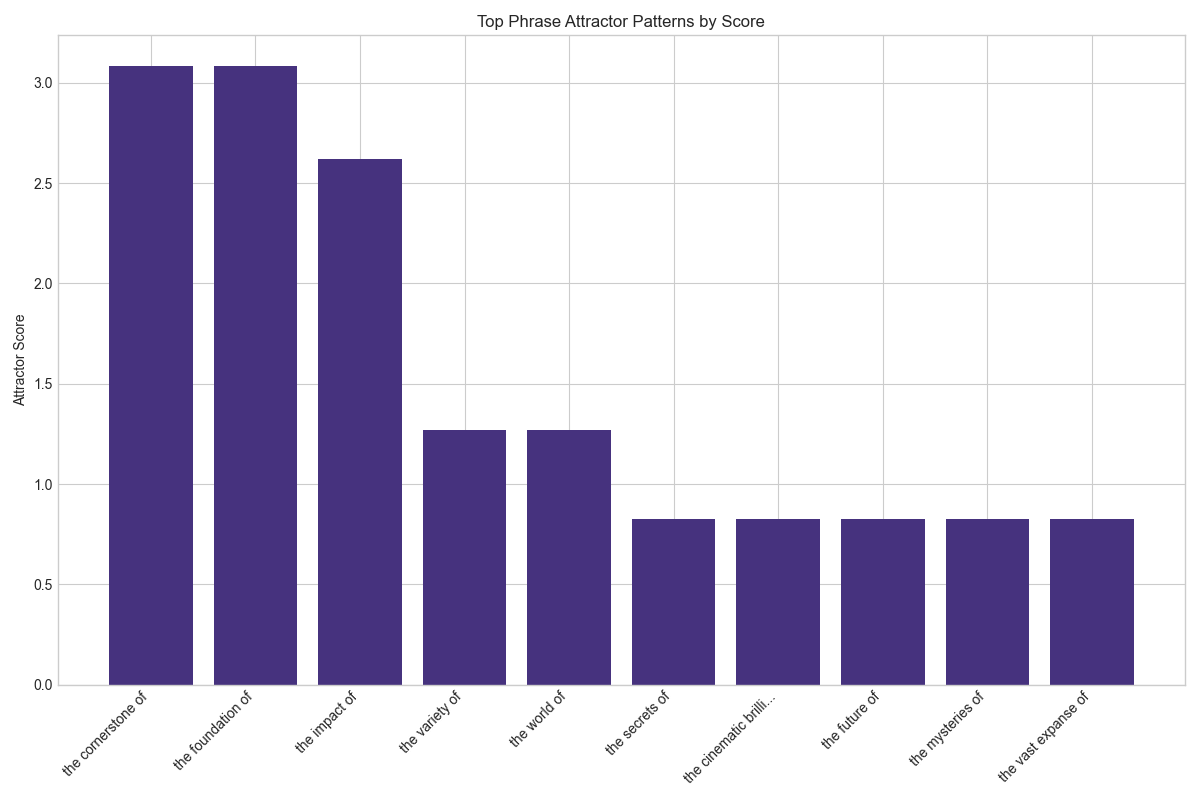 Top Phrase Attractor Patterns by Score
Attractor Score
3.0
2.5
2.0
1.5
1.0
0.5
0.0
the cornerstone of
the foundation of
the impact of
the variety of
the world of
the secrets of
the cinematic brilli...
the future of
the mysteries of
the vast expanse of